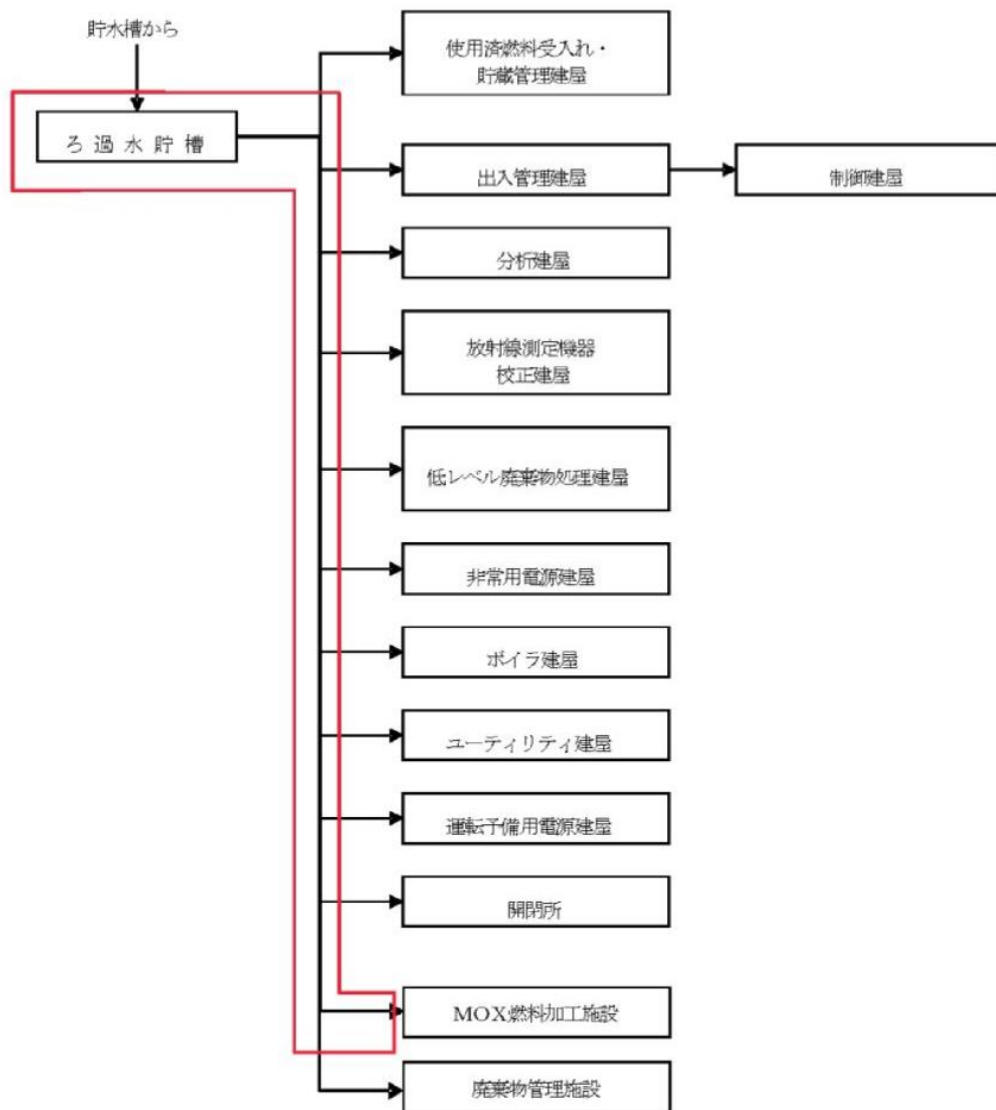 貯水槽から
ろ過水貯槽
使用済燃料受入れ・
貯蔵管理建屋
出入管理建屋
制御建屋
分析建屋
放射線測定機器
校正建屋
低レベル廃棄物処理建屋
非常用電源建屋
ボイラ建屋
ユーティリティ建屋
運転予備用電源建屋
開閉所
MOX燃料加工施設
廃棄物管理施設